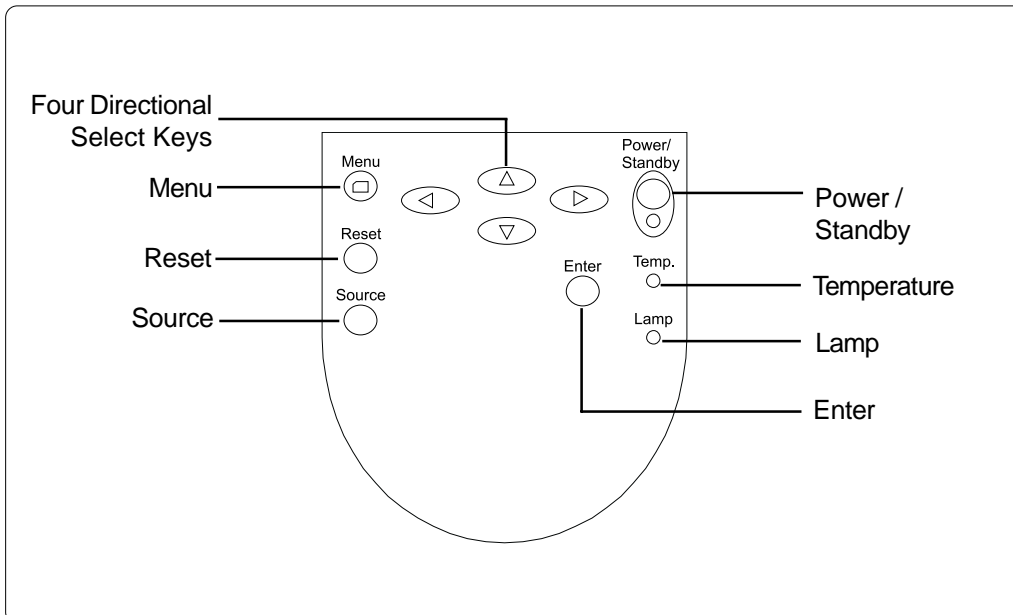 Four Directional
Select Keys
Menu
Reset
Source
Menu
Reset
Source
Enter
Power/
Standby
Temp.
Lamp
Power /
Standby
Temperature
Lamp
Enter